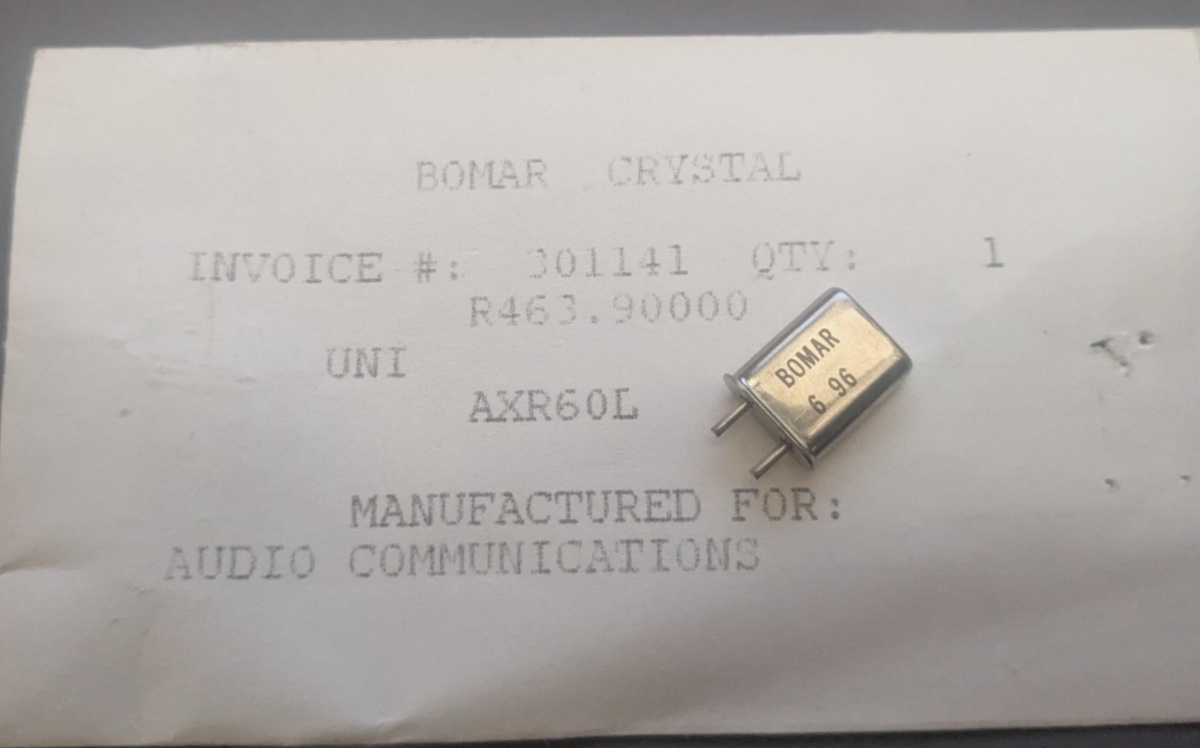 BOMAR CRYSTAL
INVOICE #: 301141 QTY: 1
R463.90000
UNI
AXR60L
MANUFACTURED FOR:
AUDIO COMMUNICATIONS
BOMAR
6 96